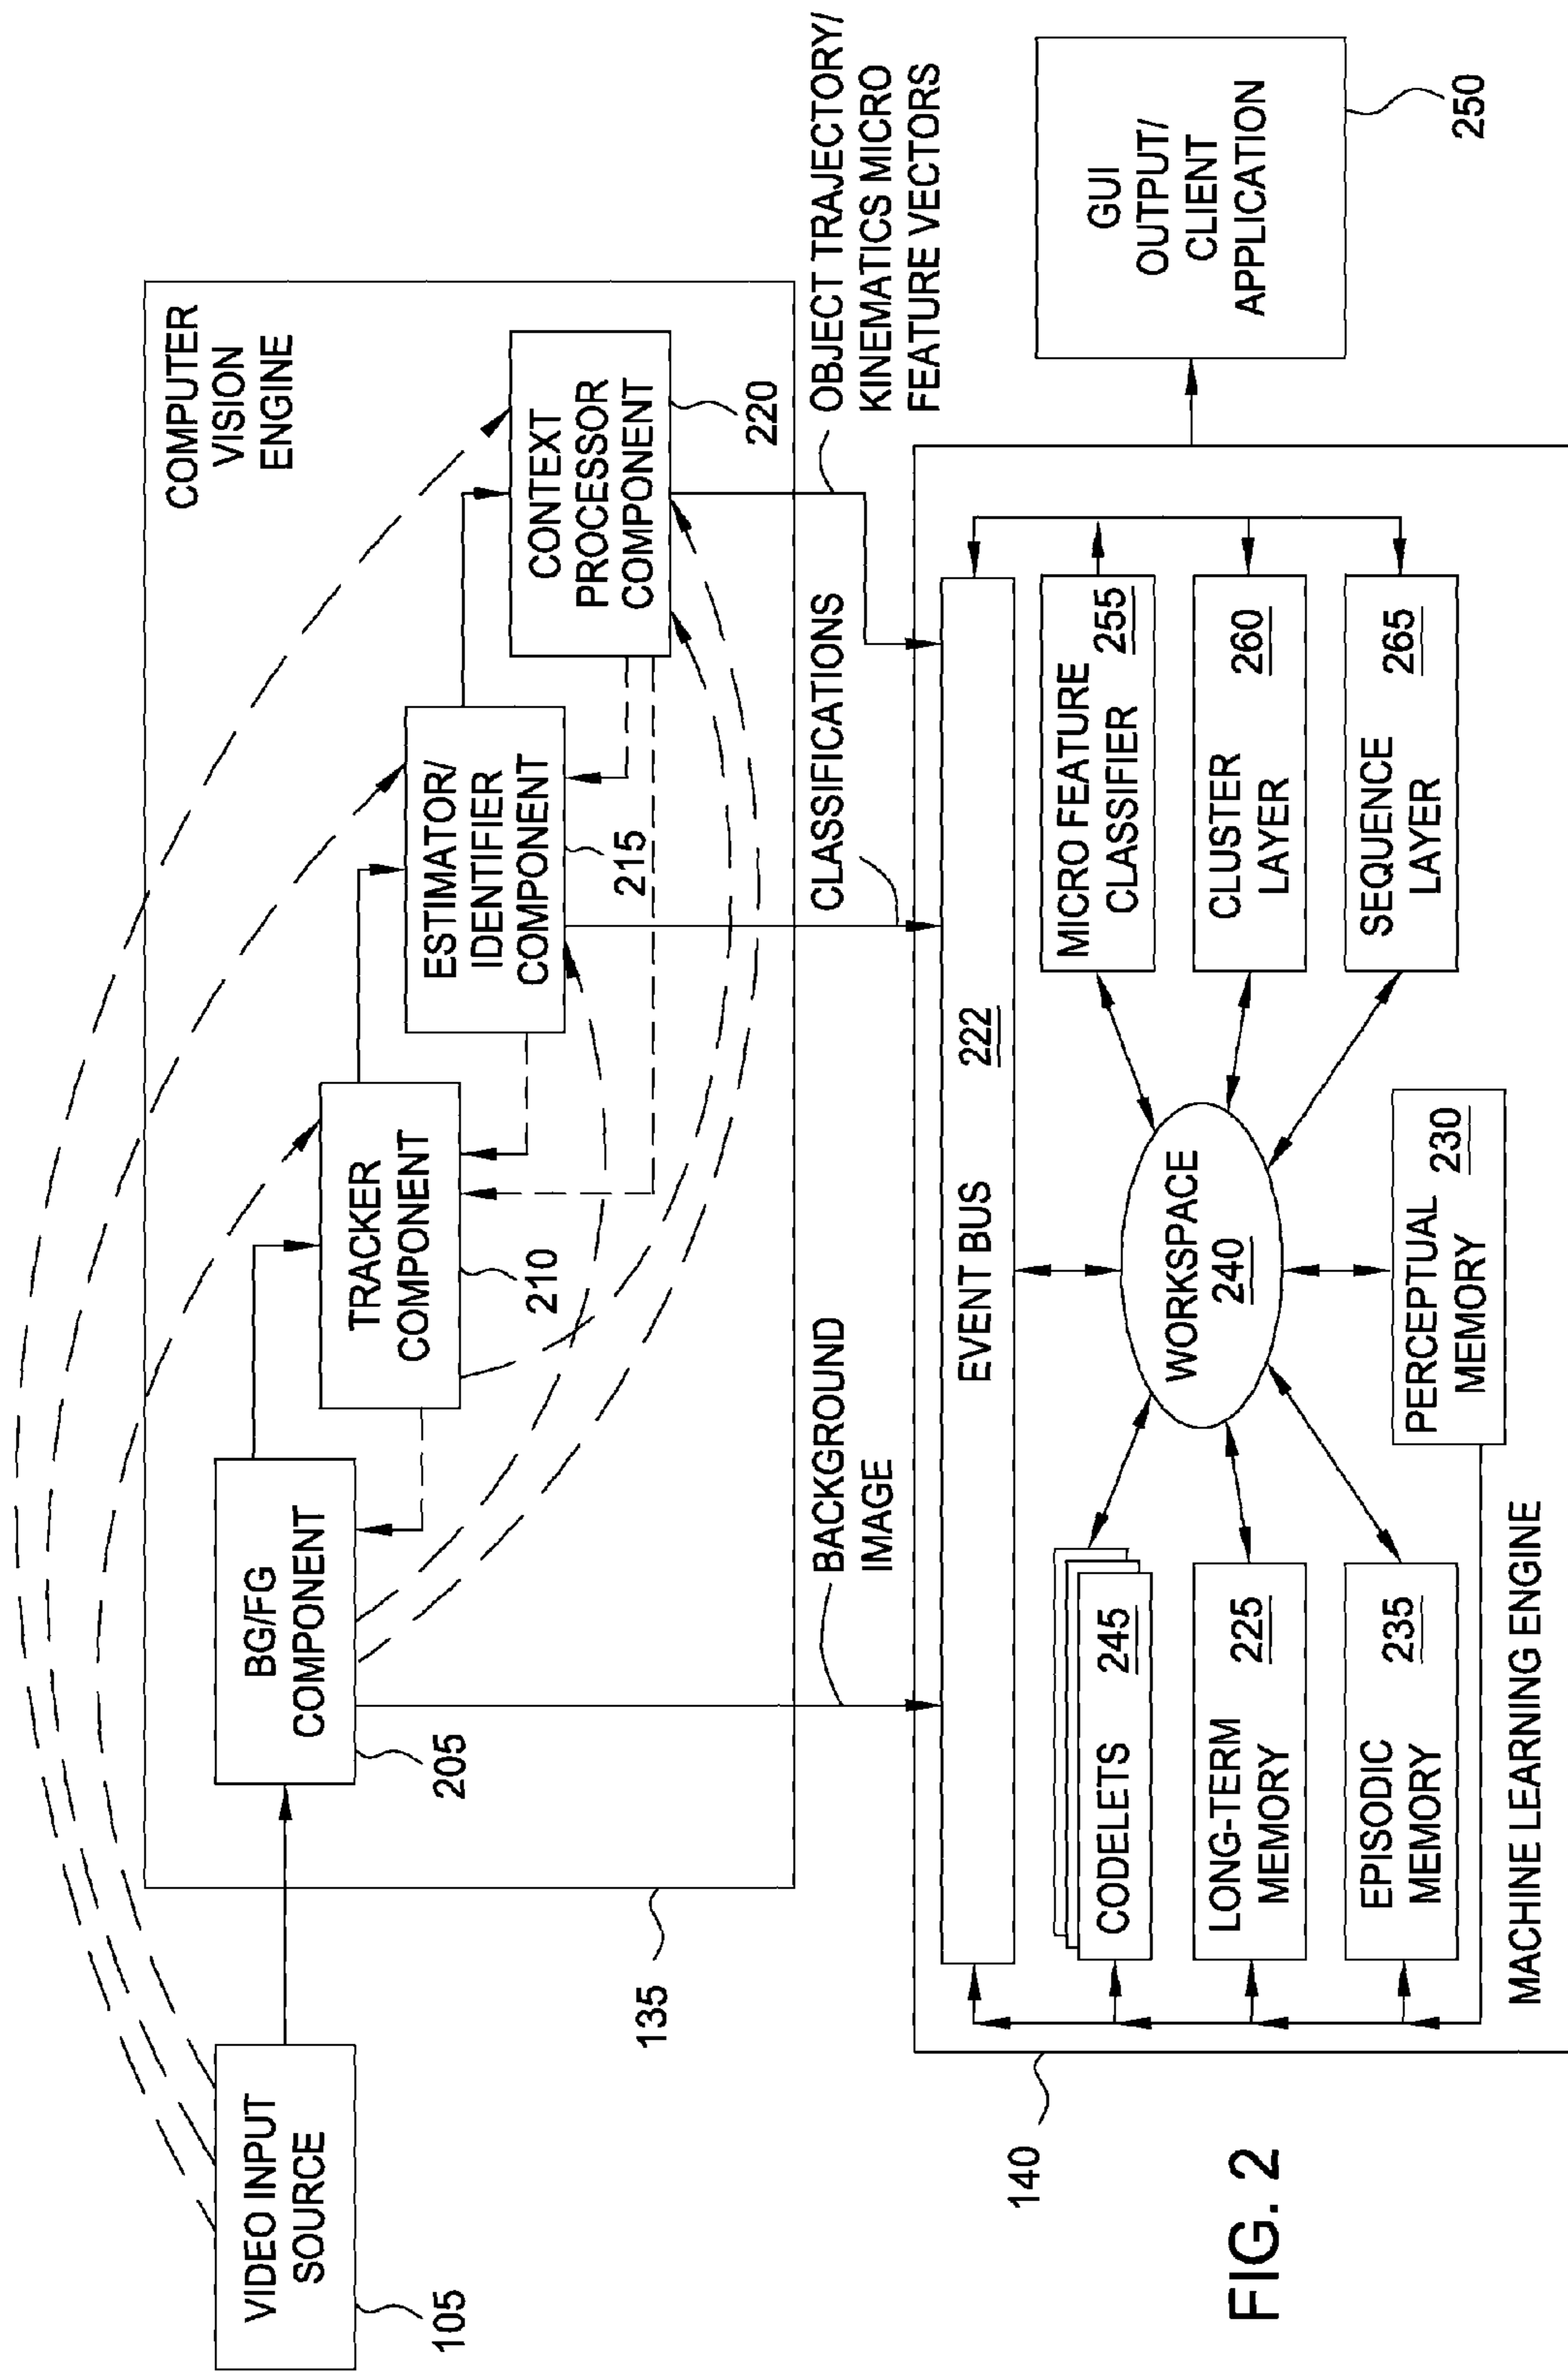 COMPUTER
VISION
ENGINE
VIDEO INPUT
SOURCE
105
BG/FG
COMPONENT
205
TRACKER
COMPONENT
210
ESTIMATOR/
IDENTIFIER
COMPONENT
215
CONTEXT
PROCESSOR
COMPONENT
220
135
BACKGROUND
IMAGE
CLASSIFICATIONS
OBJECT TRAJECTORY/
KINEMATICS MICRO
FEATURE VECTORS
140
EVENT BUS 222
CODELETS 245
LONG-TERM
MEMORY 225
EPISODIC
MEMORY 235
WORKSPACE
240
PERCEPTUAL
MEMORY 230
MICRO FEATURE
CLASSIFIER 255
CLUSTER
LAYER 260
SEQUENCE
LAYER 265
MACHINE LEARNING ENGINE
GUI
OUTPUT/
CLIENT
APPLICATION
250
FIG. 2